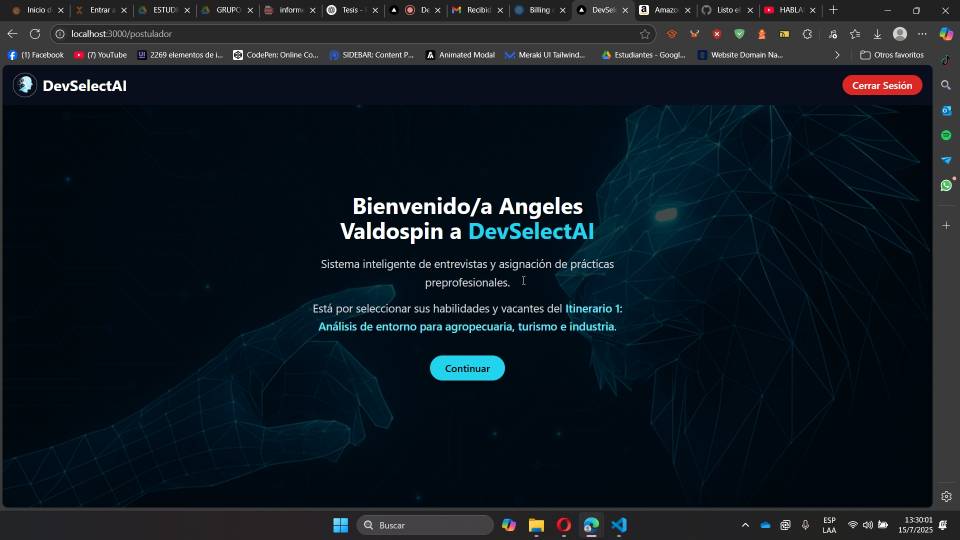 Inicio d
Entrar a
ESTUDI
GRUPO
informe
Tesis -
De
Recibid
Billing
DevSel
Amazo
Listo el
HABLA
localhost:3000/postulador
(1) Facebook
(7) YouTube
2269 elementos de i...
CodePen: Online Co...
SIDEBAR: Content P...
Animated Modal
Meraki UI Tailwind...
Estudiantes - Googl...
Website Domain Na...
Otros favoritos
DevSelectAI
Cerrar Sesión
Bienvenido/a Angeles
Valdospin a DevSelectAI
Sistema inteligente de entrevistas y asignación de prácticas
preprofesionales.
Está por seleccionar sus habilidades y vacantes del Itinerario 1:
Análisis de entorno para agropecuaria, turismo e industria.
Continuar
Buscar
ESP
LAA
13:30:01
15/7/2025